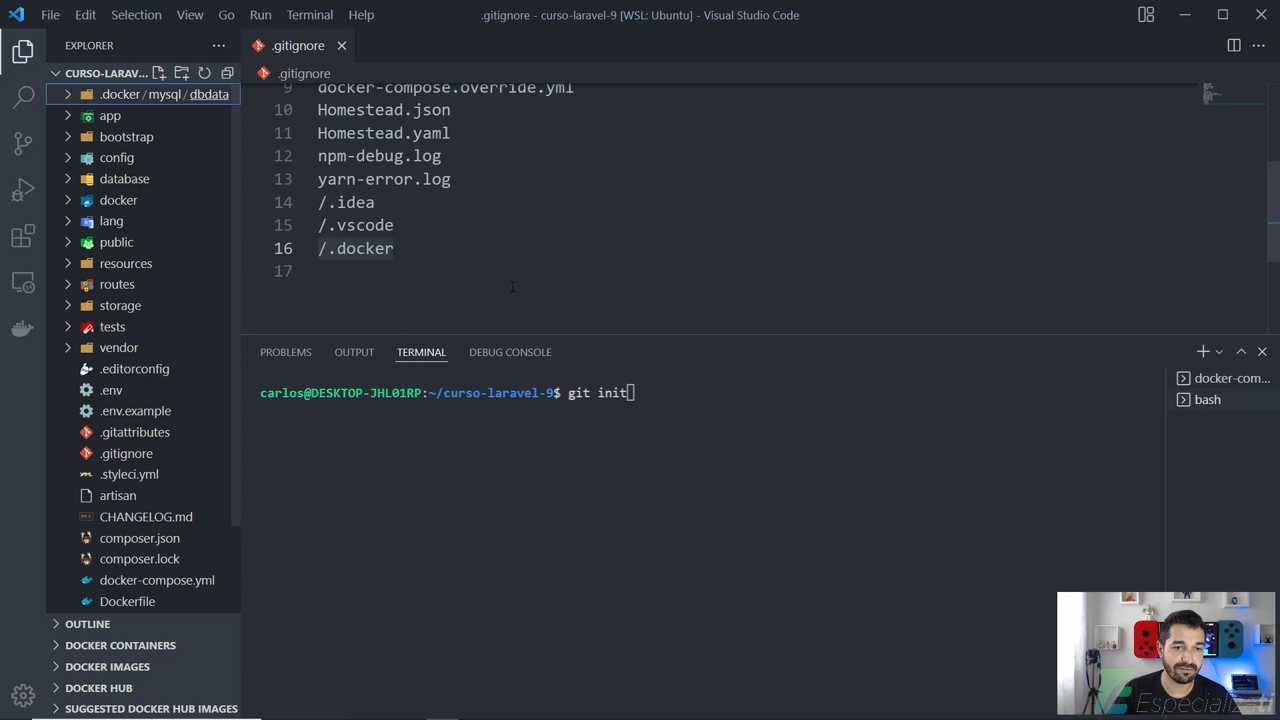 File Edit Selection View Go Run Terminal Help
.gitignore - curso-laravel-9 [WSL: Ubuntu] - Visual Studio Code
EXPLORER
.gitignore
CURSO-LARAV...
.gitignore
.docker/mysql/dbdata
app
bootstrap
config
database
docker
lang
public
resources
routes
storage
tests
vendor
.editorconfig
.env
.env.example
.gitattributes
.gitignore
.styleci.yml
artisan
CHANGELOG.md
composer.json
composer.lock
docker-compose.yml
Dockerfile
OUTLINE
DOCKER CONTAINERS
DOCKER IMAGES
DOCKER HUB
SUGGESTED DOCKER HUB IMAGES
9 docker-compose.override.yml
10 Homestead.json
11 Homestead.yaml
12 npm-debug.log
13 yarn-error.log
14 /.idea
15 /.vscode
16 /.docker
17
PROBLEMS OUTPUT TERMINAL DEBUG CONSOLE
carlos@DESKTOP-JHL01RP:~/curso-laravel-9$ git init
docker-com...
bash
Especializati